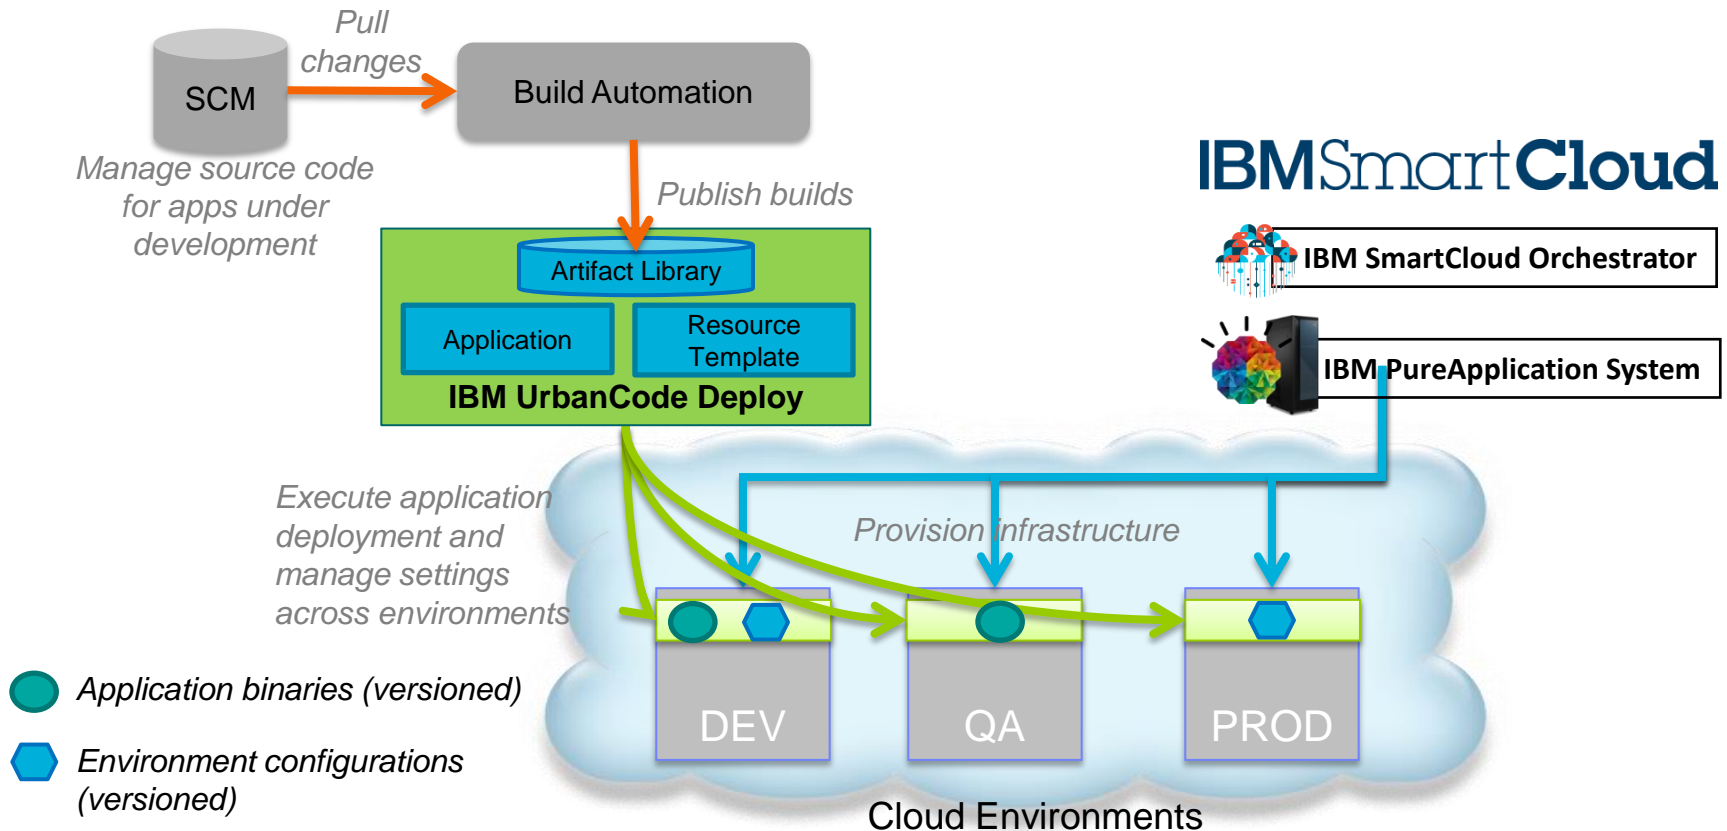 Pull
changes
SCM
Build Automation
Manage source code
for apps under
development
Publish builds
IBMSmartCloud
IBM SmartCloud Orchestrator
IBM PureApplication System
Artifact Library
Application
Resource
Template
IBM UrbanCode Deploy
Execute application
deployment and
manage settings
across environments
Provision infrastructure
DEV
QA
PROD
Application binaries (versioned)
Environment configurations
(versioned)
Cloud Environments